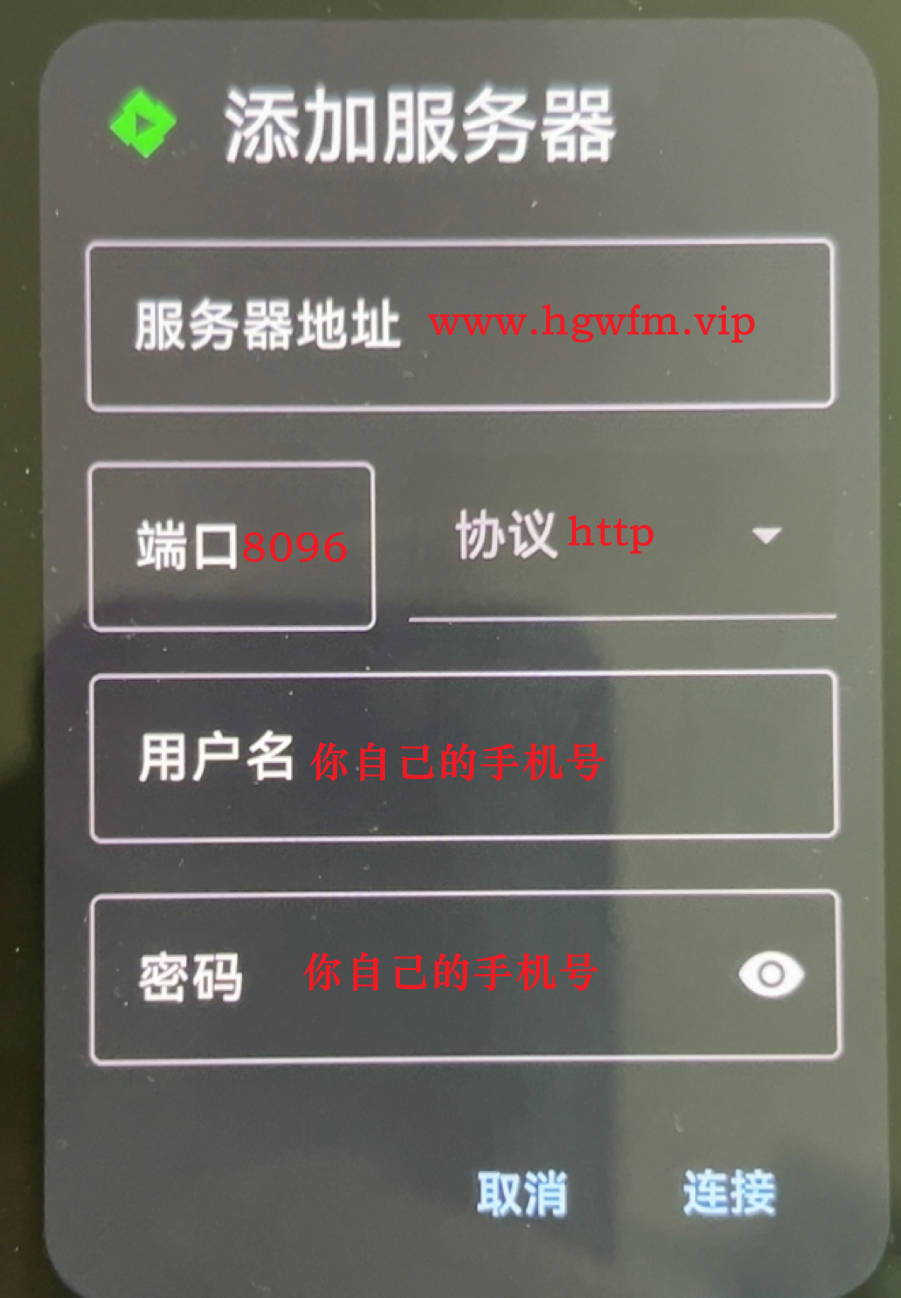 添加服务器
服务器地址 www.hgwfm.vip
端口8096
协议 http
用户名 你自己的手机号
密码 你自己的手机号
取消 连接